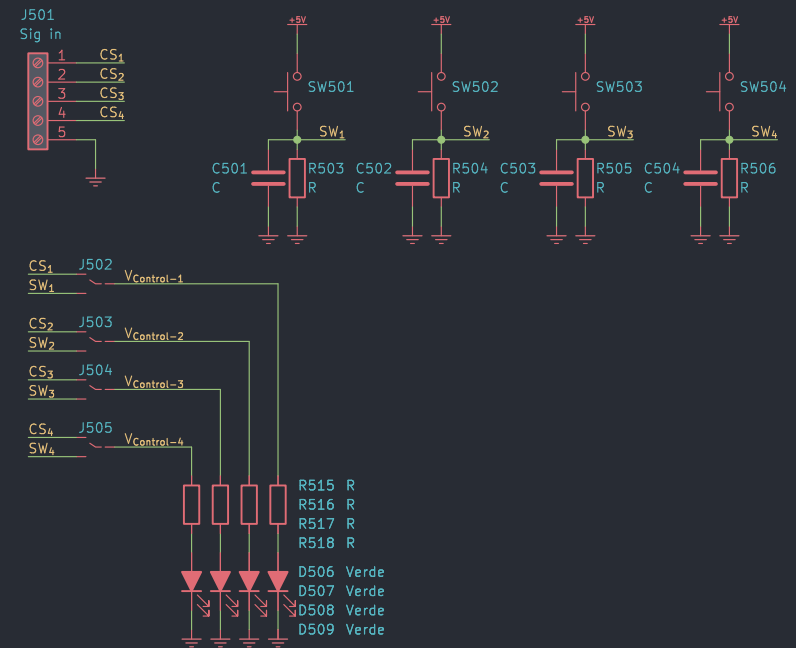 J501
Sig in
1 CS1
2 CS2
3 CS3
4 CS4
5
+5V +5V +5V +5V
SW501 SW502 SW503 SW504
SW1 SW2 SW3 SW4
C501 R503 C502 R504 C503 R505 C504 R506
C R C R C R C R
CS1 J502
SW1 VControl-1
CS2 J503
SW2 VControl-2
CS3 J504
SW3 VControl-3
CS4 J505
SW4 VControl-4
R515 R
R516 R
R517 R
R518 R
D506 Verde
D507 Verde
D508 Verde
D509 Verde